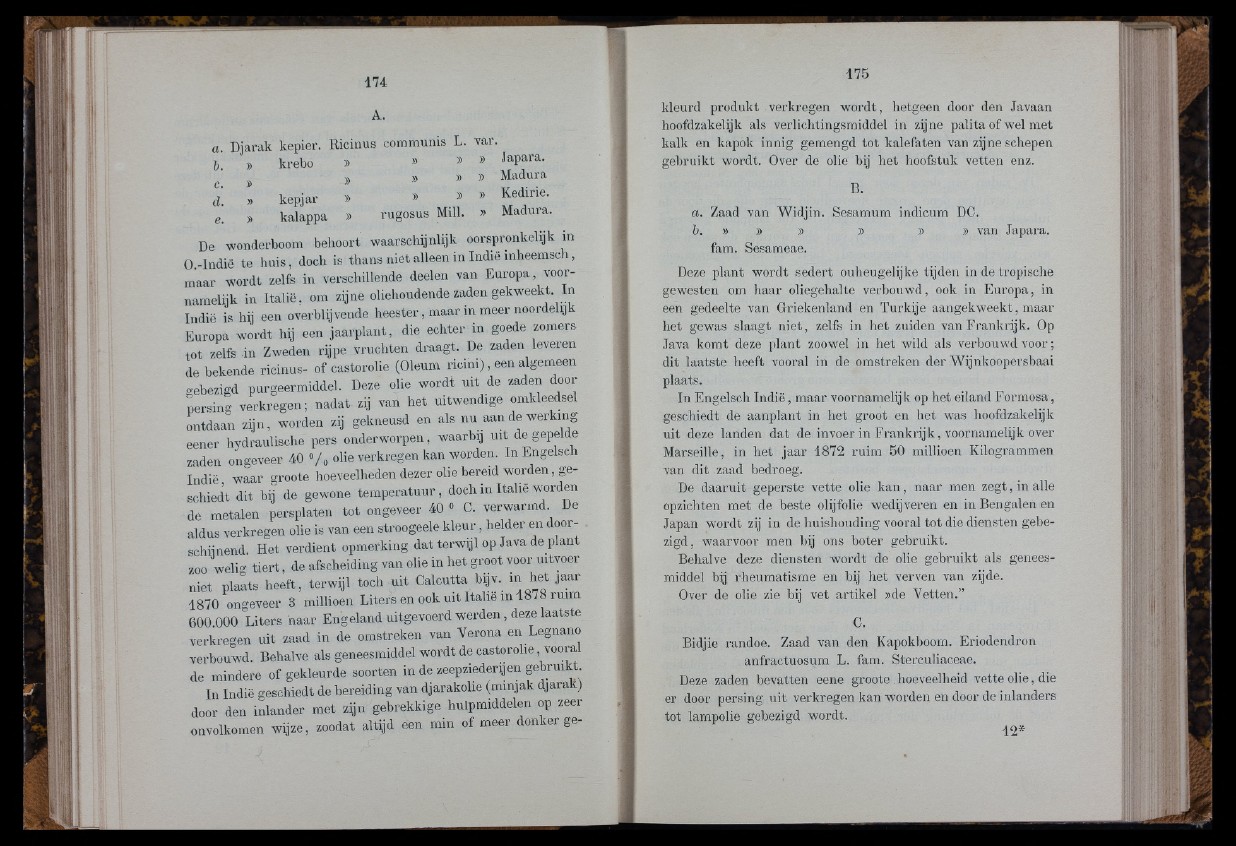 174
A.
a. Djarak kepier. Ricinus communis L. var.
b. » krebo » » » » Japara.
c. » » » » » Madura
d. » kepjar » » » » Kedirie.
e. » kalappa » rugosus Mill. » Madura.
De wonderboom behoort waarschijnlijk oorspronkelijk in
O.-Indië te huis, doch is thans niet alleen in Indië inheemsch,
maar wordt zelfs in verschillende deelen van Europa, voor-
namelijk in Italië, om zijne oliehoudende zaden gekweekt. In
Indië is hij een overblijvende heester, maar in meer noordelijk
Europa wordt hij een jaarplant, die echter in goede zomers
tot zelfs in Zweden rijpe vruchten draagt. De zaden leveren
de bekende ricinus- of castorolie (Oleum ricini), een algemeen
gebezigd purgeermiddel. Deze olie wordt uit de zaden door
persing verkregen; nadat zij van het uitwendige omkleedsel
ontdaan zijn, worden zij gekneusd en als nu aan de werking
eener hydraulische pers onderworpen, waarbij uit de gepelde
zaden ongeveer 40 % olie verkregen kan worden. In Engelsch
Indië, waar groote hoeveelheden dezer olie bereid worden, ge-
schiedt dit bij de gewone temperatuur, doch in Italië worden
de metalen persplaten tot ongeveer 40 ° C. verwarmd. De
aldus verkregen olie is van een stroogeele kleur, helder en door-
schijnend. Het verdient opmerking dat terwijl op Java de plant
zoo welig tiert, de afscheiding van olie in het groot voor uitvoer
niet plaats heeft, terwijl toch uit Calcutta bijv. in het jaar
1870 ongeveer 3 millioen Liters en ook uit Italië in 1878 ruim
600.000 Liters naar Engeland uitgevoerd werden, deze laatste
verkregen uit zaad in de omstreken van Verona en Legnano
verbouwd. Behalve als geneesmiddel wordt de castorolie, vooral
de mindere of gekleurde soorten in de zeepziederijen gebruikt.
In Indië geschiedt de bereiding van djarakolie (minjak djarak)
door den inlander met zijn gebrekkige hulpmiddelen op zeer
onvolkomen wijze, zoodat altijd een min of meer donker ge-
175
kleurd produkt verkregen wordt, hetgeen door den Javaan
hoofdzakelijk als verlichtingsmiddel in zijne palita of wel met
kalk en kapok innig gemengd tot kalefaten van zijne schepen
gebruikt wordt. Over de olie bij het hoofstuk vetten enz.
B.
a. Zaad van Widjin. Sesamum indicum DC.
b. » » » » » » van Japara.
fam. Sesameae.
Deze plant wordt sedert onheugelijke tijden in de tropische
gewesten om haar oliegehalte verbouwd, ook in Europa, in
een gedeelte van Griekenland en Turkije aangekweekt, maar
het gewas slaagt niet, zelfs in het zuiden van Frankrijk. Op
Java komt deze plant zoowel in het wild als verbouwd voor;
dit laatste heeft vooral in de omstreken der Wijnkoopersbaai
plaats.
In Engelsch Indië, maar voornamelijk op het eiland Formosa,
geschiedt de aanplant in het groot en het was hoofdzakelijk
uit deze landen dat de invoer in Frankrijk, voornamelijk over
Marseille, in het jaar 1872 ruim 50 millioen Kilogrammen
van dit zaad bedroeg.
De daaruit geperste vette olie kan, naar men zegt, in alle
opzichten met de beste olijfolie wedijveren en in Bengalen en
Japan wordt zij in de huishouding vooral tot die diensten gebe-
zigd, waarvoor men bij ons boter gebruikt.
Behalve deze diensten wordt de olie gebruikt als genees-
middel bij rheumatisme en bij het verven van zijde.
Over de olie zie bij vet artikel »de Vetten.”
C.
Bidjie randoe. Zaad van den Kapokboom. Eriodendron
anfractuosum L. fam. Sterculiaceae.
Deze zaden bevatten eene groote hoeveelheid vette olie, die
er door persing uit verkregen kan worden en door de inlanders
tot lampolie gebezigd wordt.
12*